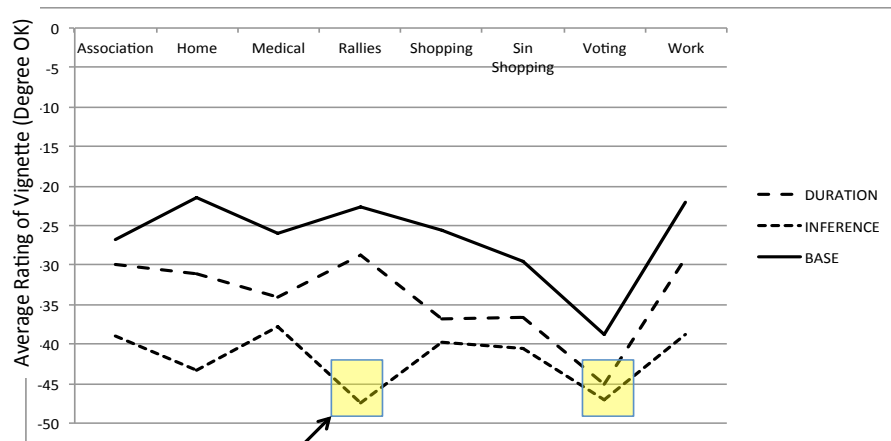 Average Rating of Vignette (Degree OK)
0
-5
-10
-15
-20
-25
-30
-35
-40
-45
-50
Association Home Medical Rallies Shopping Sin Shopping Voting Work
DURATION
INFERENCE
BASE